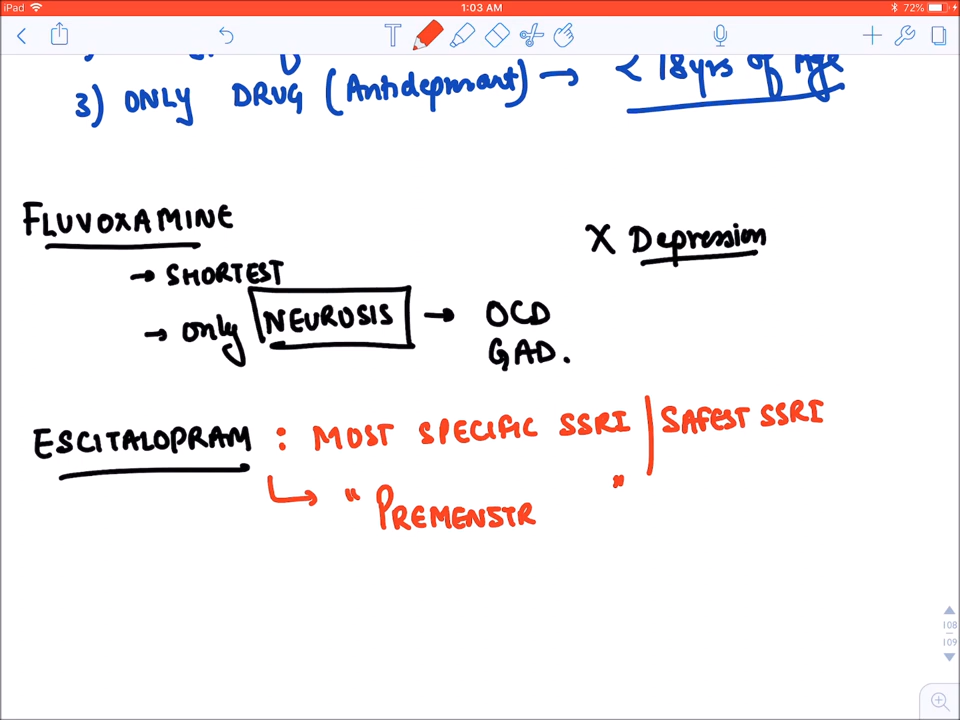 iPad 1:03 AM 72%
T
3) ONLY DRUG (Antidepressant) → < 18yrs of Age
FLUVOXAMINE
→ SHORTEST
→ only NEUROSIS → OCD
GAD.
X Depression
ESCITALOPRAM : MOST SPECIFIC SSRI | SAFEST SSRI
" PREMENSTR "
108
109